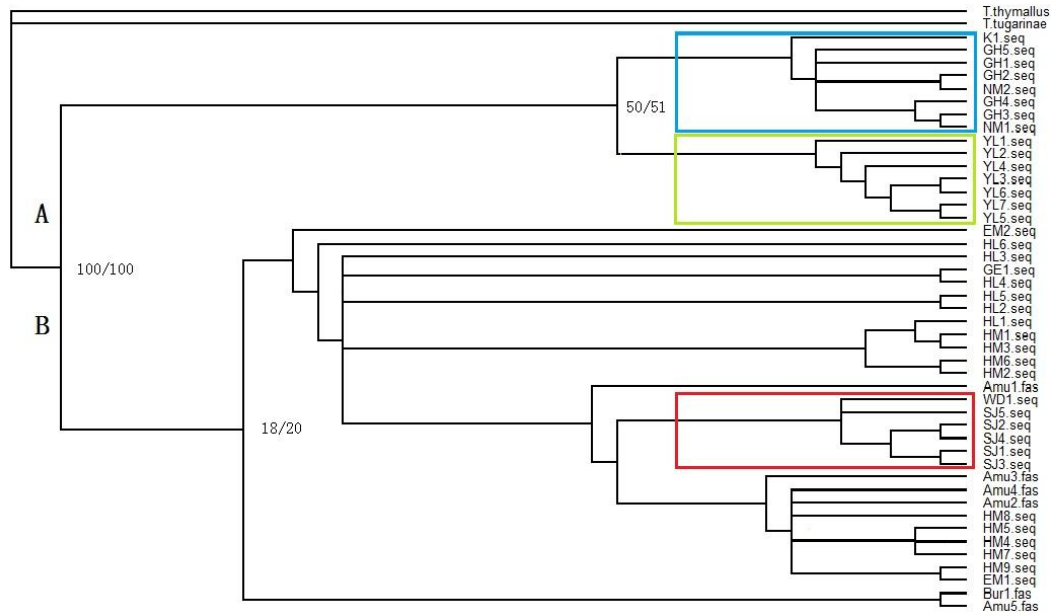 T.thymallus
T.tugarinae
K1.seq
GH5.seq
GH1.seq
GH2.seq
NM2.seq
GH4.seq
GH3.seq
NM1.seq
50/51
YL1.seq
YL2.seq
YL4.seq
YL3.seq
YL6.seq
YL7.seq
YL5.seq
A
EM2.seq
HL6.seq
HL3.seq
100/100
GE1.seq
HL4.seq
HL5.seq
HL2.seq
B
HL1.seq
HM1.seq
HM3.seq
HM6.seq
HM2.seq
Amu1.fas
WD1.seq
SJ5.seq
18/20
SJ2.seq
SJ4.seq
SJ1.seq
SJ3.seq
Amu3.fas
Amu4.fas
Amu2.fas
HM8.seq
HM5.seq
HM4.seq
HM7.seq
HM9.seq
EM1.seq
Bur1.fas
Amu5.fas